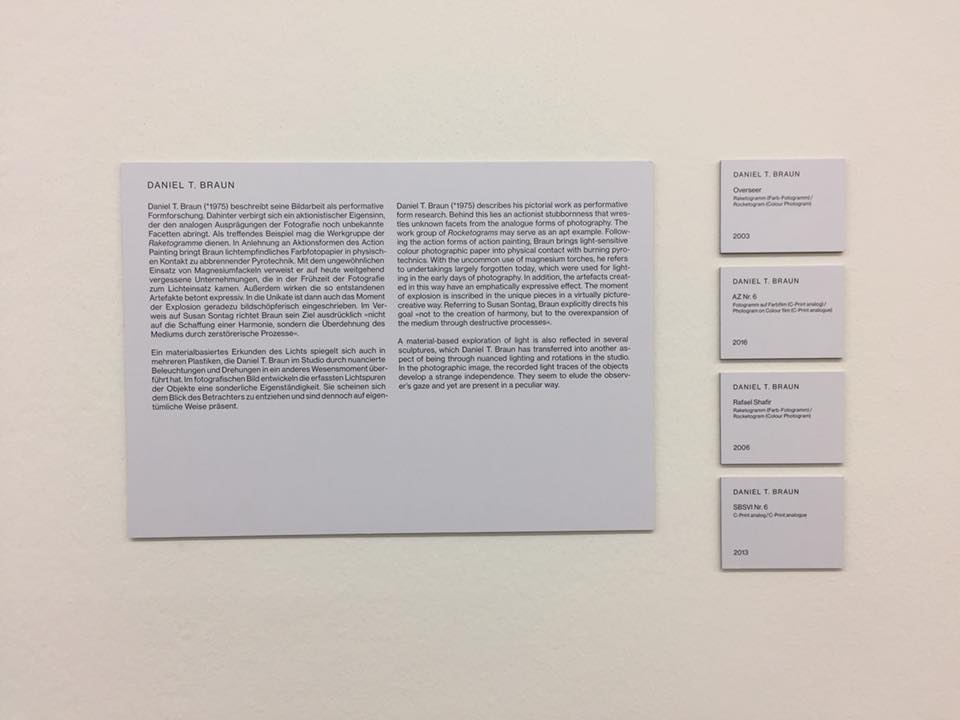 DANIEL T. BRAUN
Daniel T. Braun (*1975) beschreibt seine Bildarbeit als performative
Formforschung. Dahinter verbirgt sich ein aktionistischer Eigensinn,
der den analogen Ausprägungen der Fotografie noch unbekannte
Facetten abringt. Als treffendes Beispiel mag die Werkgruppe der
Raketogramme dienen. In Anlehnung an Aktionsformen des Action
Painting bringt Braun lichtempfindliches Farbfotopapier in physisch-
en Kontakt zu abbrennender Pyrotechnik. Mit dem ungewöhnlichen
Einsatz von Magnesiumfackeln verweist er auf heute weitgehend
vergessene Unternehmungen, die in der Frühzeit der Fotografie
zum Lichteinsatz kamen. Außerdem wirken die so entstandenen
Artefakte betont expressiv. In die Unikate ist dann auch das Moment
der Explosion geradezu bildschöpferisch eingeschrieben. Im Ver-
weis auf Susan Sontag richtet Braun sein Ziel ausdrücklich »nicht
auf die Schaffung einer Harmonie, sondern die Überdehnung des
Mediums durch zerstörerische Prozesse«.
Ein materialbasiertes Erkunden des Lichts spiegelt sich auch in
mehreren Plastiken, die Daniel T. Braun im Studio durch nuancierte
Beleuchtungen und Drehungen in ein anderes Wesensmoment über-
führt hat. Im fotografischen Bild entwickeln die erfassten Lichtspuren
der Objekte eine sonderliche Eigenständigkeit. Sie scheinen sich
dem Blick des Betrachters zu entziehen und sind dennoch auf eigen-
tümliche Weise präsent.
Daniel T. Braun (*1975) describes his pictorial work as performative
form research. Behind this lies an actionist stubbornness that wres-
tles unknown facets from the analogue forms of photography. The
work group of Rocketograms may serve as an apt example. Follow-
ing the action forms of action painting, Braun brings light-sensitive
colour photographic paper into physical contact with burning pyro-
technics. With the uncommon use of magnesium torches, he refers
to undertakings largely forgotten today, which were used for light-
ing in the early days of photography. In addition, the artefacts creat-
ed in this way have an emphatically expressive effect. The moment
of explosion is inscribed in the unique pieces in a virtually picture-
creative way. Referring to Susan Sontag, Braun explicitly directs his
goal »not to the creation of harmony, but to the overexpansion of
the medium through destructive processes«.
A material-based exploration of light is also reflected in several
sculptures, which Daniel T. Braun has transferred into another as-
pect of being through nuanced lighting and rotations in the studio.
In the photographic image, the recorded light traces of the objects
develop a strange independence. They seem to elude the observ-
er's gaze and yet are present in a peculiar way.
DANIEL T. BRAUN
Overseer
Raketogramm (Farb-Fotogramm) /
Rocketogram (Colour Photogram)
2003
DANIEL T. BRAUN
AZ Nr. 6
Fotogramm auf Farbfilm (C-Print analog) /
Photogram on Colour film (C-Print analogue)
2016
DANIEL T. BRAUN
Rafael Shafir
Raketogramm (Farb-Fotogramm) /
Rocketogram (Colour Photogram)
2006
DANIEL T. BRAUN
SBSVI Nr. 6
C-Print analog / C-Print analogue
2013